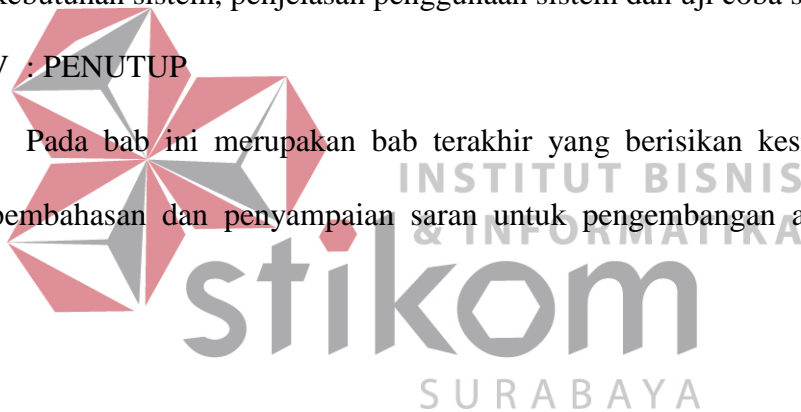 kebutuhan sistem, penjelasan penggunaan sistem dan uji coba s
V : PENUTUP
Pada bab ini merupakan bab terakhir yang berisikan kes
INSTITUT BISNIS
pembahasan dan penyampaian saran untuk pengembangan a
& INFORMATIKA
stikom
SURABAYA